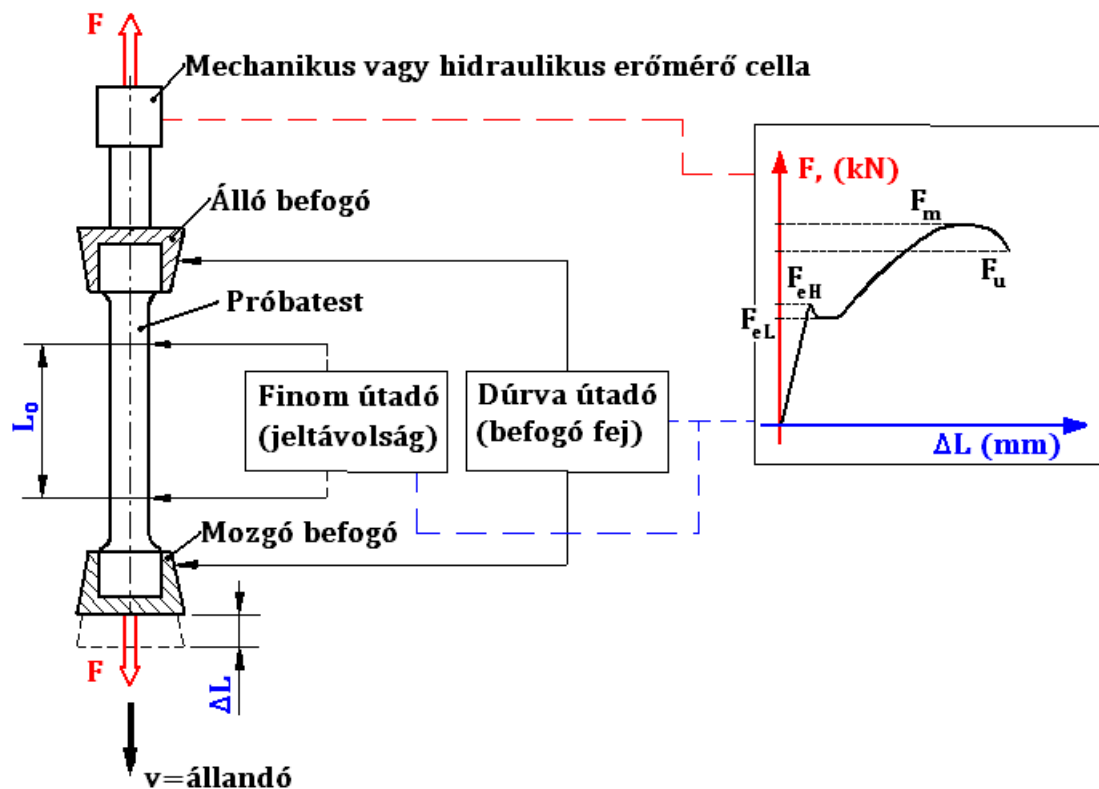 F
Mechanikus vagy hidraulikus erőmérő cella
Álló befogó
Próbatest
L₀
Finom útadó
(jeltávolság)
Dúrva útadó
(befogó fej)
Mozgó befogó
F
ΔL
v=állandó
F, (kN)
Fm
Fu
FeH
FeL
ΔL (mm)